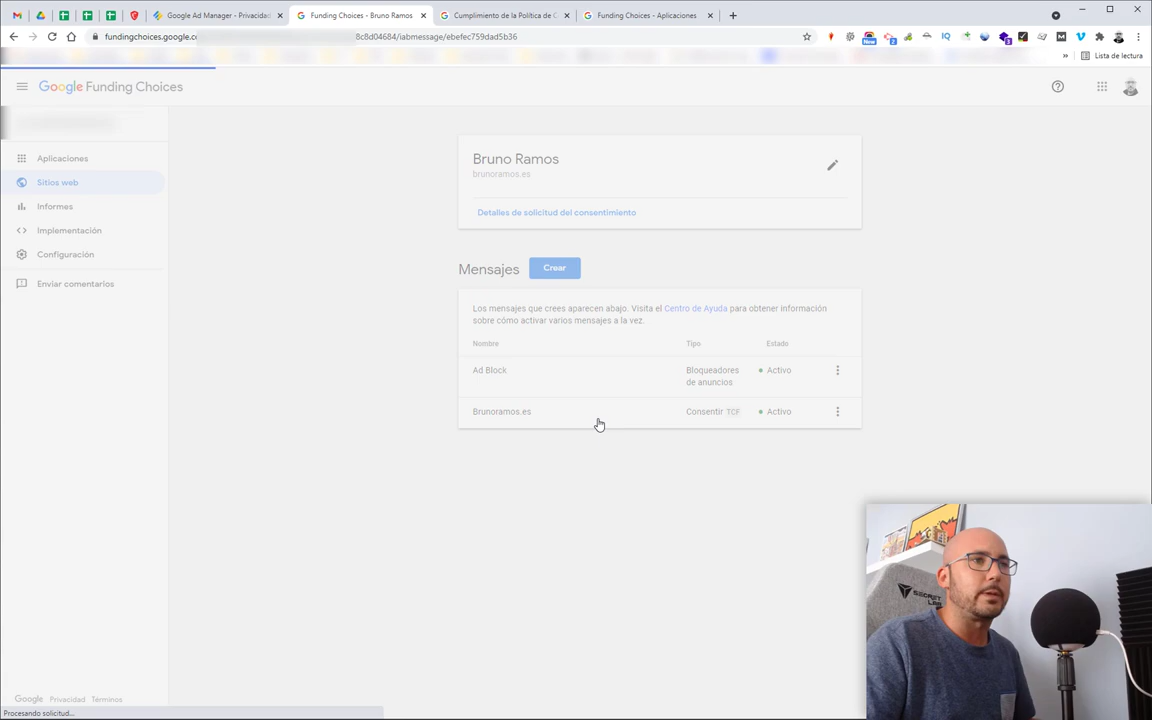 Google Ad Manager - Privacidad
Funding Choices - Bruno Ramos
Cumplimiento de la Política de C
Funding Choices - Aplicaciones
8c8d04684/iabmessage/ebefec759dad5b36
Lista de lectura
Google Funding Choices
Aplicaciones
Sitios web
Informes
Implementación
Configuración
Enviar comentarios
Bruno Ramos
brunoramos.es
Detalles de solicitud del consentimiento
Mensajes
Crear
Los mensajes que crees aparecen abajo. Visita el Centro de Ayuda para obtener información
sobre cómo activar varios mensajes a la vez.
Nombre Tipo Estado
Ad Block Bloqueadores de anuncios Activo
Brunoramos.es Consentir TCF Activo
SECRET LAB
Google Privacidad Términos
Procesando solicitud...